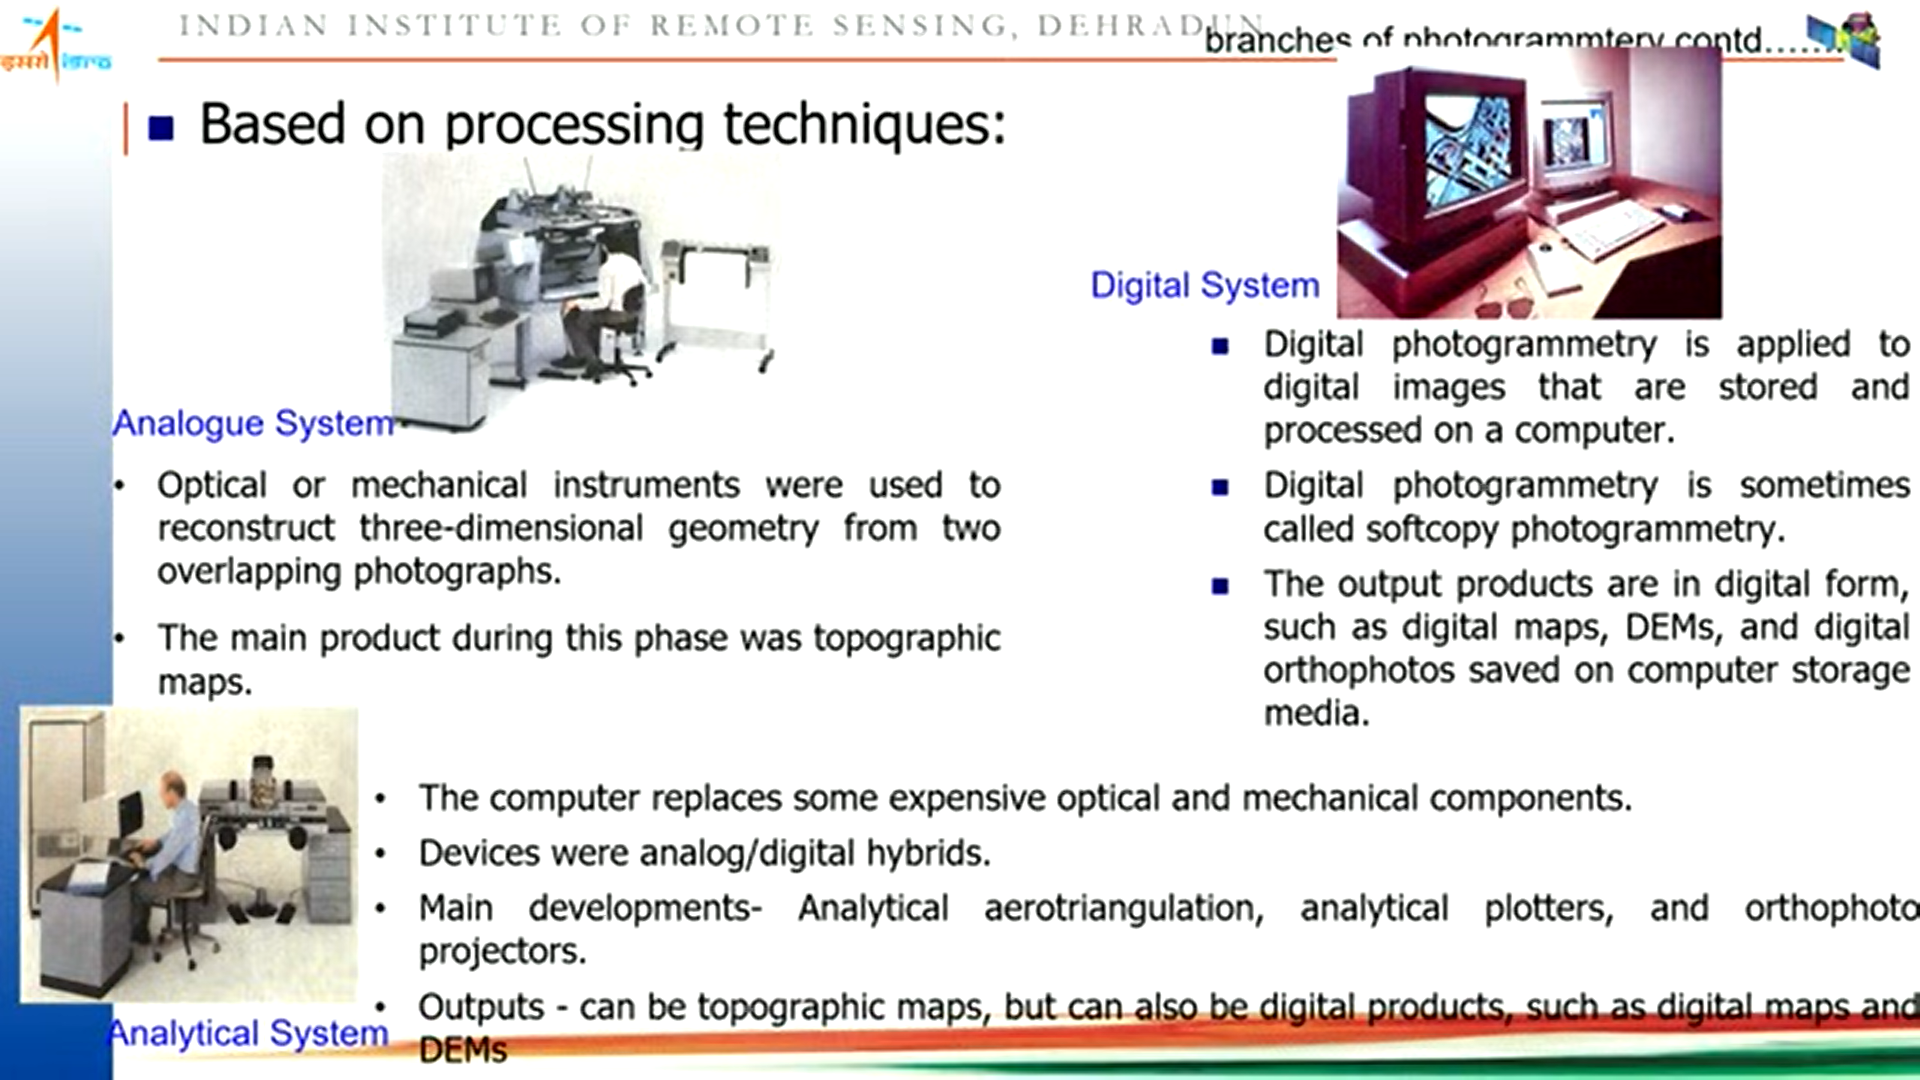 INDIAN INSTITUTE OF REMOTE SENSING, DEHRADUN
branches of photogrammtery contd......
Based on processing techniques:
Analogue System
Optical or mechanical instruments were used to
reconstruct three-dimensional geometry from two
overlapping photographs.
The main product during this phase was topographic
maps.
Digital System
Digital photogrammetry is applied to
digital images that are stored and
processed on a computer.
Digital photogrammetry is sometimes
called softcopy photogrammetry.
The output products are in digital form,
such as digital maps, DEMs, and digital
orthophotos saved on computer storage
media.
Analytical System
• The computer replaces some expensive optical and mechanical components.
• Devices were analog/digital hybrids.
• Main developments- Analytical aerotriangulation, analytical plotters, and orthophoto
projectors.
• Outputs - can be topographic maps, but can also be digital products, such as digital maps and
DEMs
इसरो isro